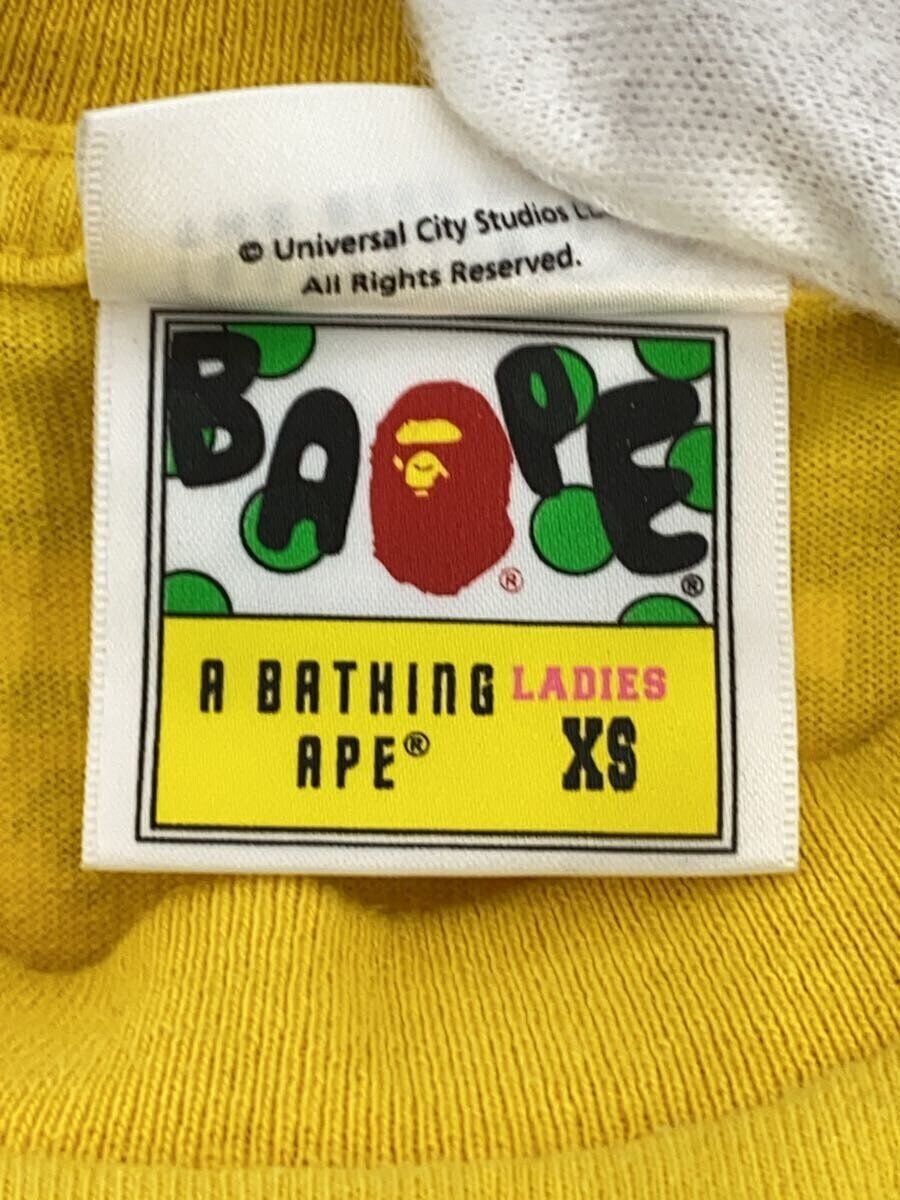 © Universal City Studios
All Rights Reserved.
BAPE
®
®
A BATHING LADIES
APE® XS